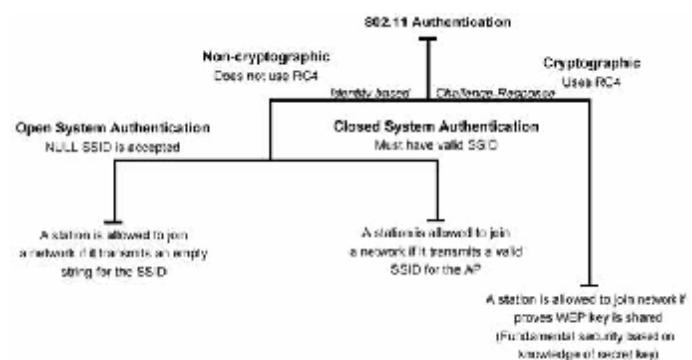 802.11 Authentication
Non-cryptographic
Does not use RC4
Cryptographic
Uses RC4
Identity based
Challenge-Response
Open System Authentication
NULL SSID is accepted
Closed System Authentication
Must have valid SSID
A station is allowed to join
a network if it transmits an empty
string for the SSID
A station is allowed to join
a network if it transmits a valid
SSID for the AP
A station is allowed to join network if
proves WEP key is shared
(Fundamental security based on
knowledge of secret key)